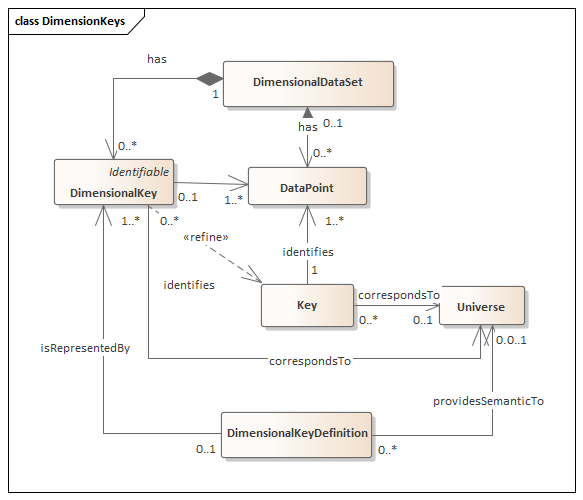 class DimensionKeys
has
DimensionalDataSet
1
0..1
has
0..*
0..*
Identifiable
DimensionalKey
DataPoint
0..1
1..*
1..*
0..*
1..*
«refine»
identifies
identifies
1
Key
correspondsTo
Universe
0..*
0..1
0.0..1
isRepresentedBy
correspondsTo
providesSemanticTo
DimensionalKeyDefinition
0..1
0..*